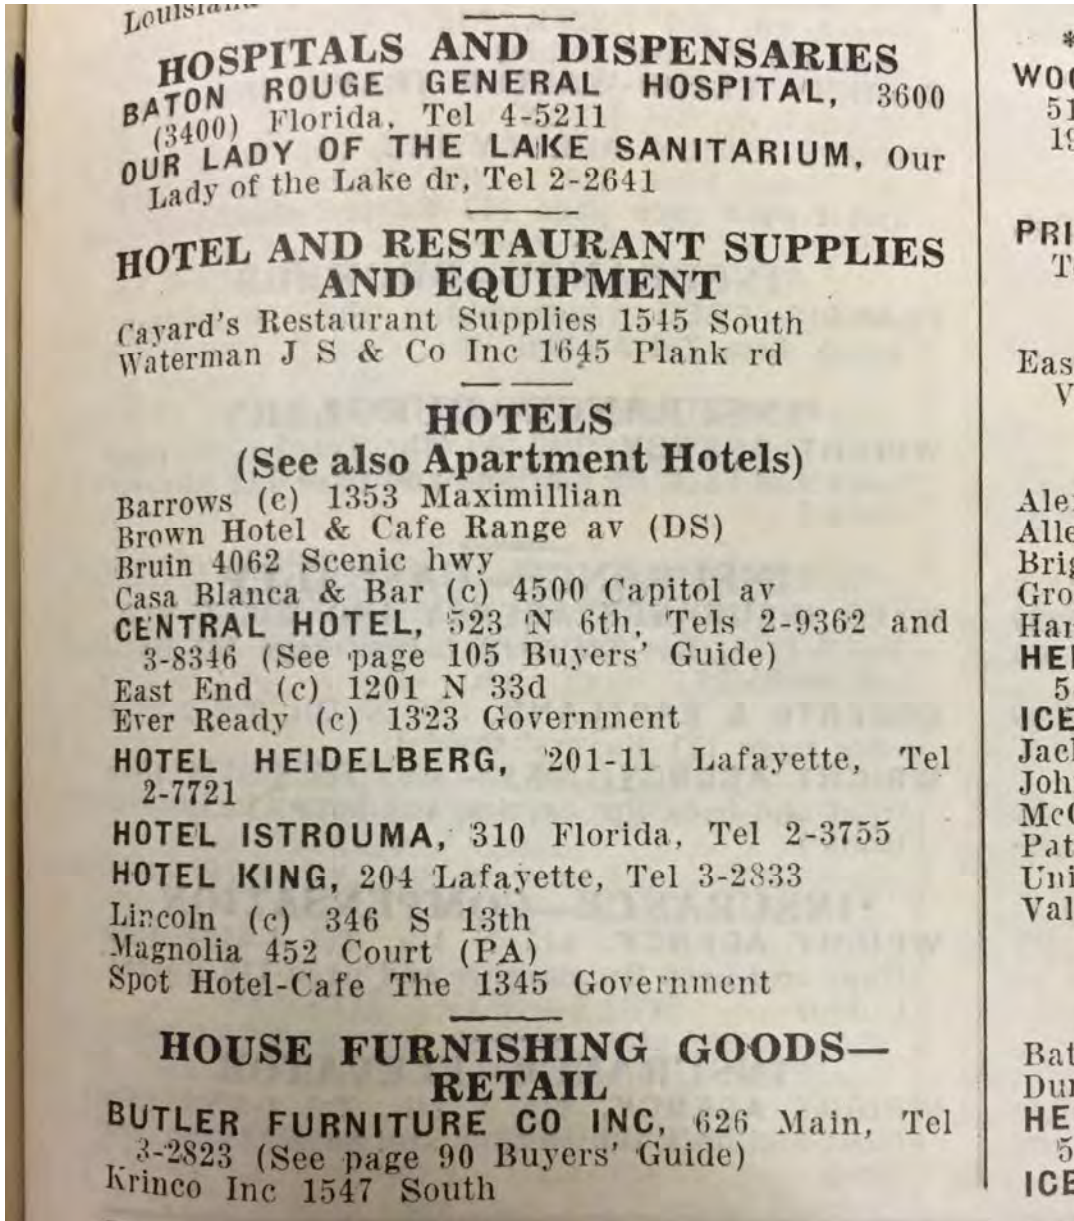 HOSPITALS AND DISPENSARIES
BATON ROUGE GENERAL HOSPITAL, 3600
(3400) Florida, Tel 4-5211
OUR LADY OF THE LAKE SANITARIUM, Our
Lady of the Lake dr, Tel 2-2641
HOTEL AND RESTAURANT SUPPLIES
AND EQUIPMENT
Cayard's Restaurant Supplies 1545 South
Waterman J S & Co Inc 1645 Plank rd
HOTELS
(See also Apartment Hotels)
Barrows (c) 1353 Maximillian
Brown Hotel & Cafe Range av (DS)
Bruin 4062 Scenic hwy
Casa Blanca & Bar (c) 4500 Capitol av
CENTRAL HOTEL, 523 N 6th, Tels 2-9362 and
3-8346 (See page 105 Buyers' Guide)
East End (c) 1201 N 33d
Ever Ready (c) 1323 Government
HOTEL HEIDELBERG, 201-11 Lafayette, Tel
2-7721
HOTEL ISTROUMA, 310 Florida, Tel 2-3755
HOTEL KING, 204 Lafayette, Tel 3-2833
Lincoln (c) 346 S 13th
Magnolia 452 Court (PA)
Spot Hotel-Cafe The 1345 Government
HOUSE FURNISHING GOODS—
RETAIL
BUTLER FURNITURE CO INC, 626 Main, Tel
3-2823 (See page 90 Buyers' Guide)
Krinco Inc 1547 South